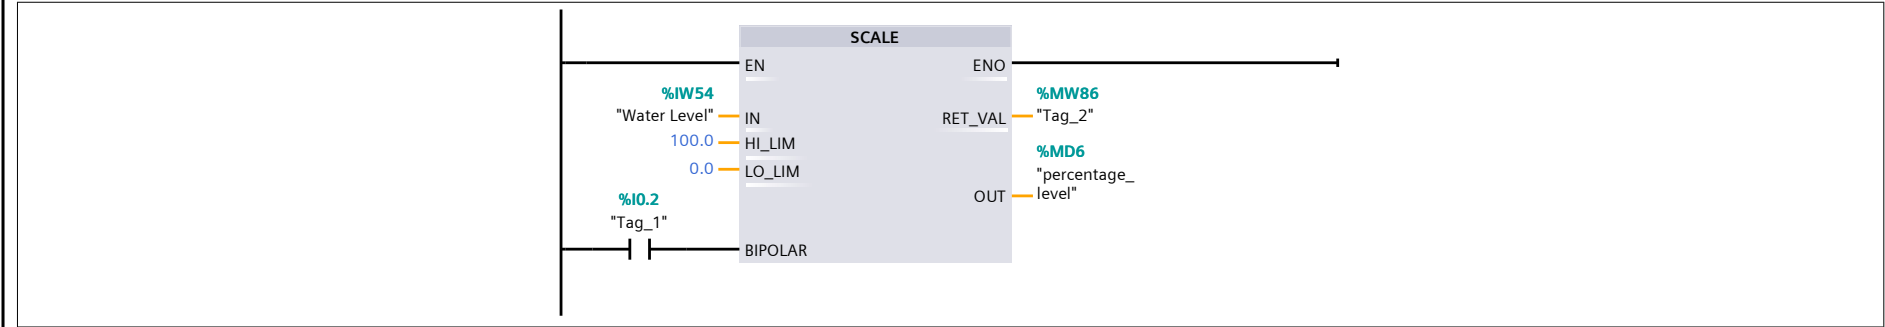 SCALE
EN
ENO
%IW54
%MW86
"Water Level"
IN
RET_VAL
"Tag_2"
100.0
HI_LIM
%MD6
0.0
LO_LIM
"percentage_
level"
%I0.2
OUT
"Tag_1"
BIPOLAR